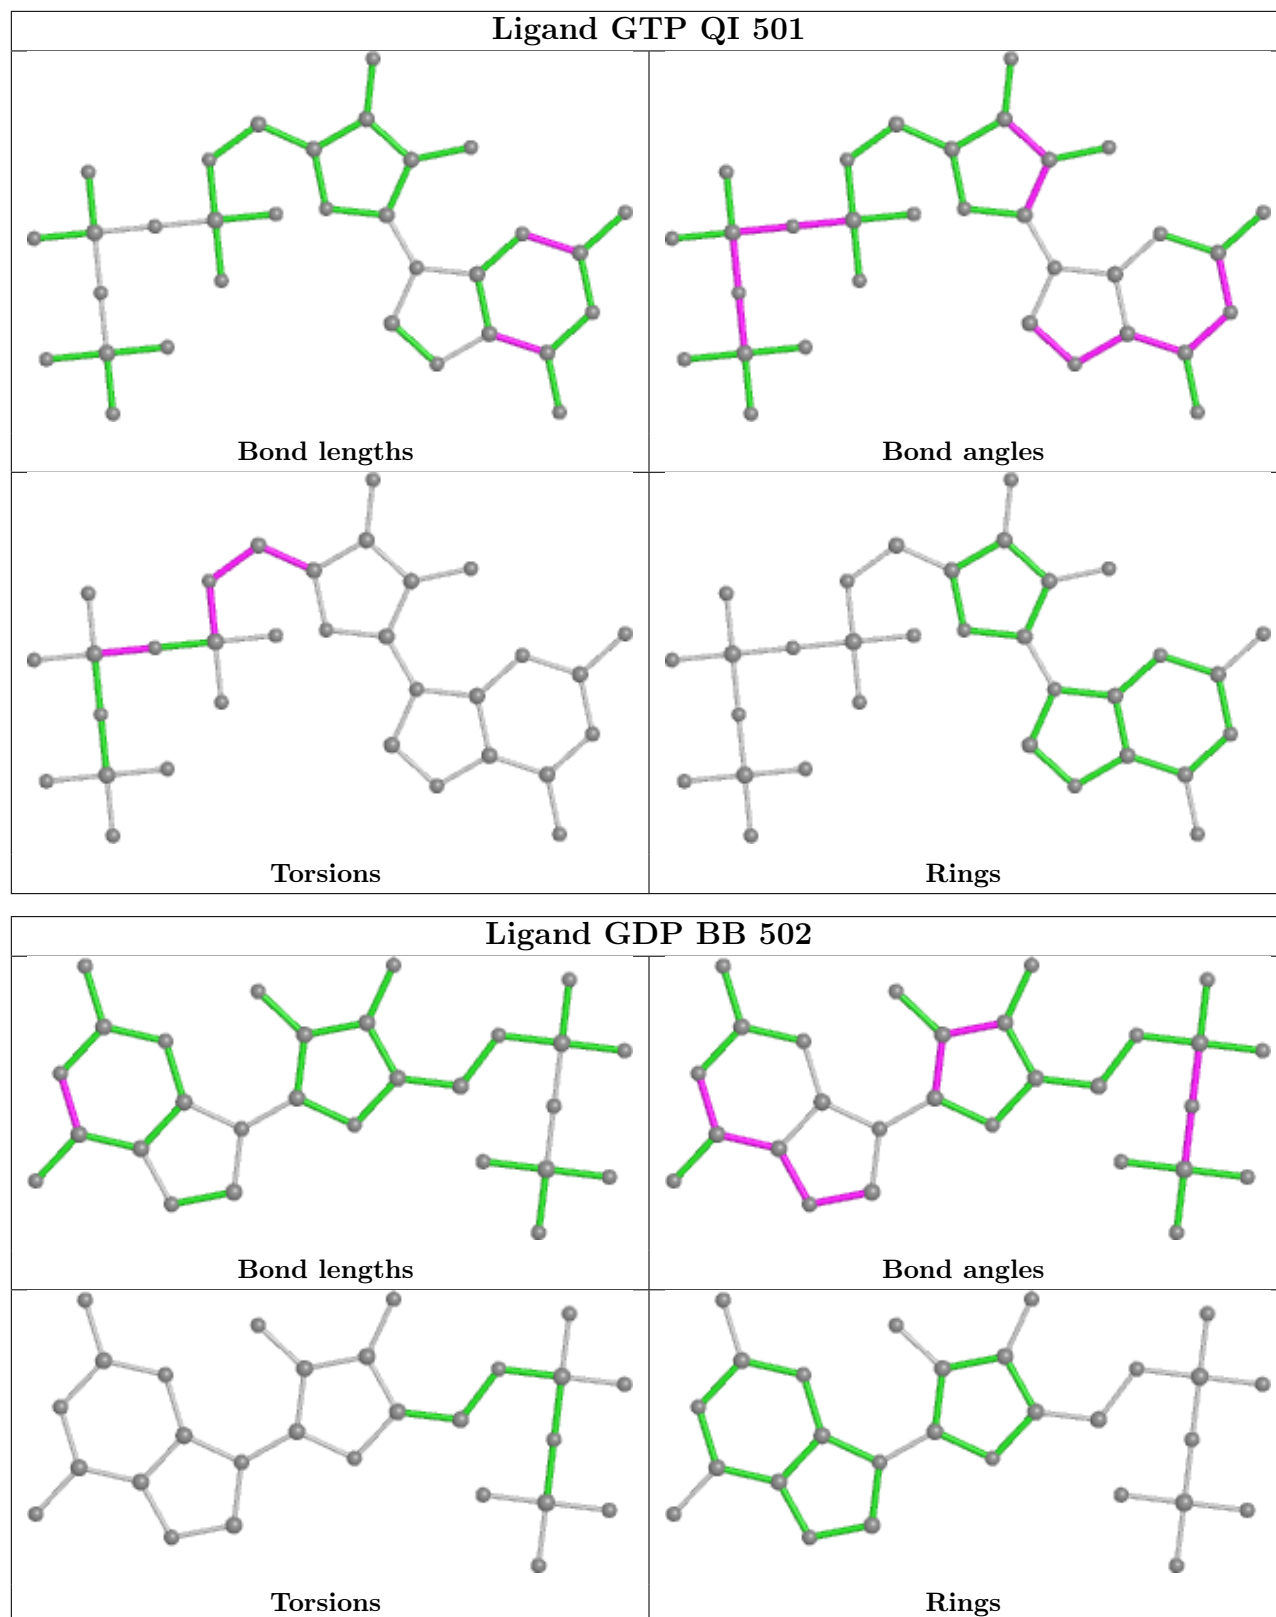 Ligand GTP QI 501
Bond lengths
Bond angles
Torsions
Rings
Ligand GDP BB 502
Bond lengths
Bond angles
Torsions
Rings